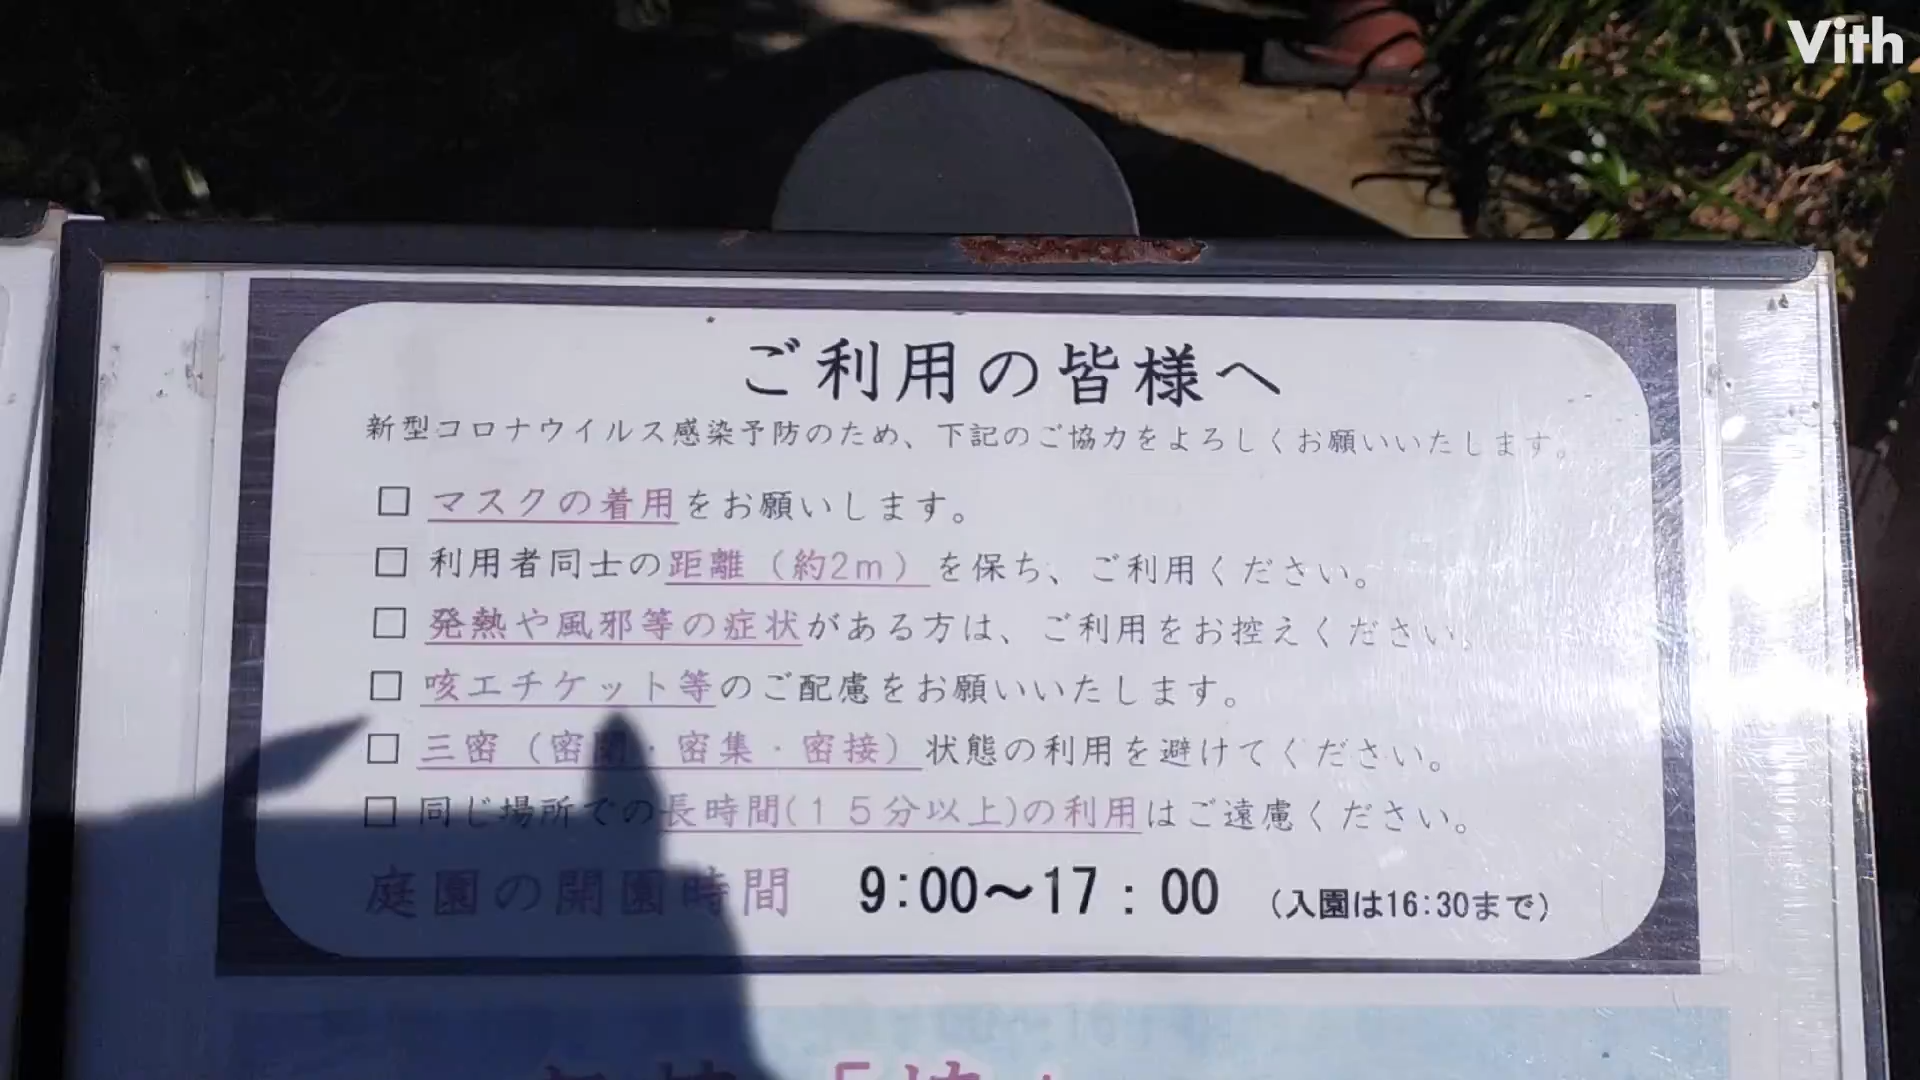 Vith
ご利用の皆様へ
新型コロナウイルス感染予防のため、下記のご協力をよろしくお願いいたします。
□ マスクの着用をお願いします。
□ 利用者同士の距離（約2m）を保ち、ご利用ください。
□ 発熱や風邪等の症状がある方は、ご利用をお控えください。
□ 咳エチケット等のご配慮をお願いいたします。
□ 三密（密閉・密集・密接）状態の利用を避けてください。
□ 同じ場所での長時間(１５分以上)の利用はご遠慮ください。
庭園の開園時間 9:00～17：00 （入園は16:30まで）